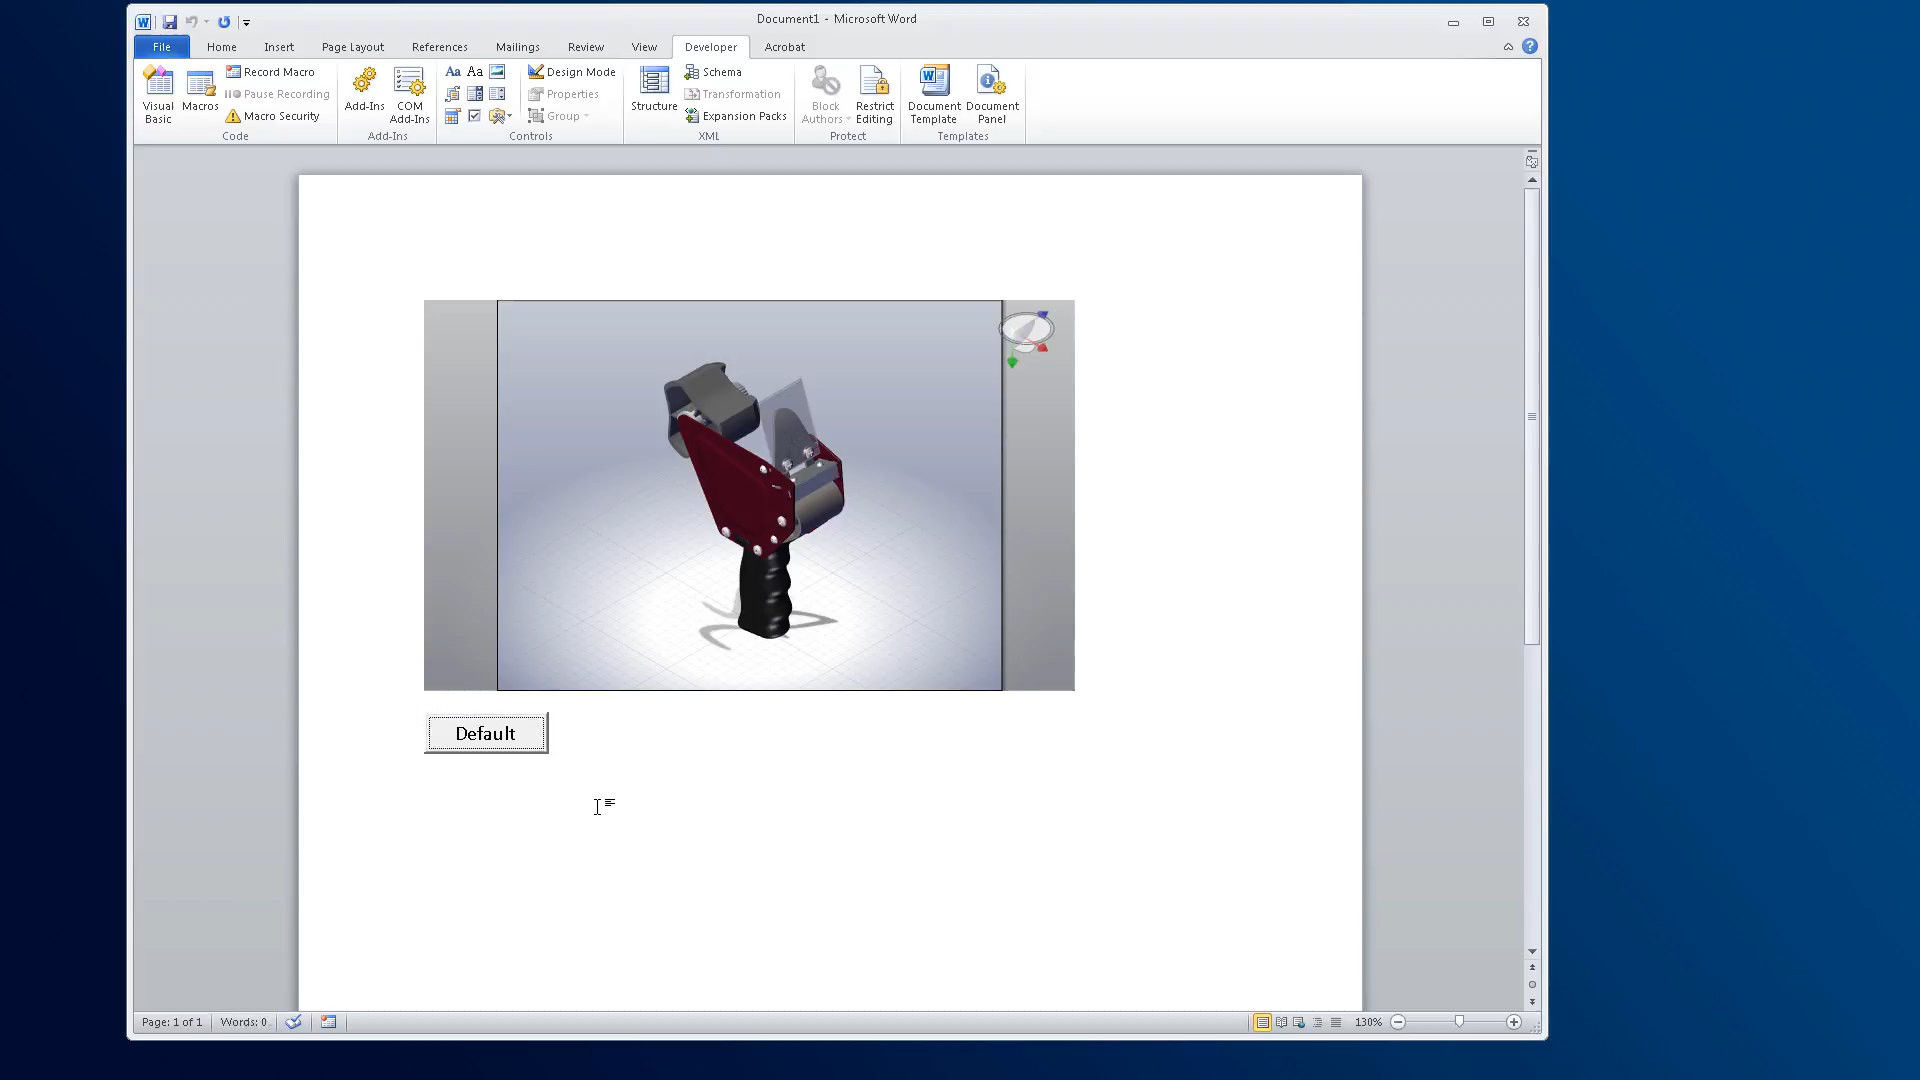 Document1 - Microsoft Word
File Home Insert Page Layout References Mailings Review View Developer Acrobat
Visual Basic
Macros
Record Macro
Pause Recording
Macro Security
Code
Add-Ins
COM Add-Ins
Add-Ins
Aa Aa
Design Mode
Properties
Group
Controls
Structure
Schema
Transformation
Expansion Packs
XML
Block Authors
Restrict Editing
Protect
Document Template
Document Panel
Templates
Default
Page: 1 of 1 Words: 0 130%